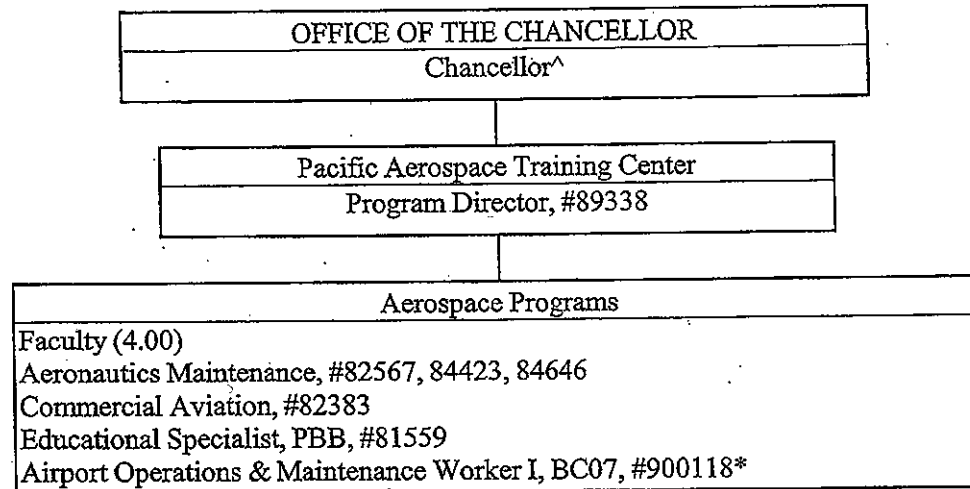 OFFICE OF THE CHANCELLOR
Chancellor^
Pacific Aerospace Training Center
Program Director, #89338
Aerospace Programs
Faculty (4.00)
Aeronautics Maintenance, #82567, 84423, 84646
Commercial Aviation, #82383
Educational Specialist, PBB, #81559
Airport Operations & Maintenance Worker I, BC07, #900118*